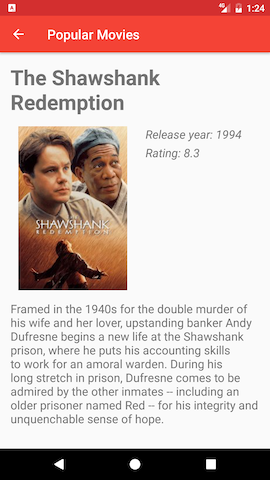 1:24
Popular Movies
The Shawshank
Redemption
Release year: 1994
Rating: 8.3
SHAWSHANK
REDEMPTION
Framed in the 1940s for the double murder of
his wife and her lover, upstanding banker Andy
Dufresne begins a new life at the Shawshank
prison, where he puts his accounting skills
to work for an amoral warden. During his
long stretch in prison, Dufresne comes to be
admired by the other inmates -- including an
older prisoner named Red -- for his integrity and
unquenchable sense of hope.